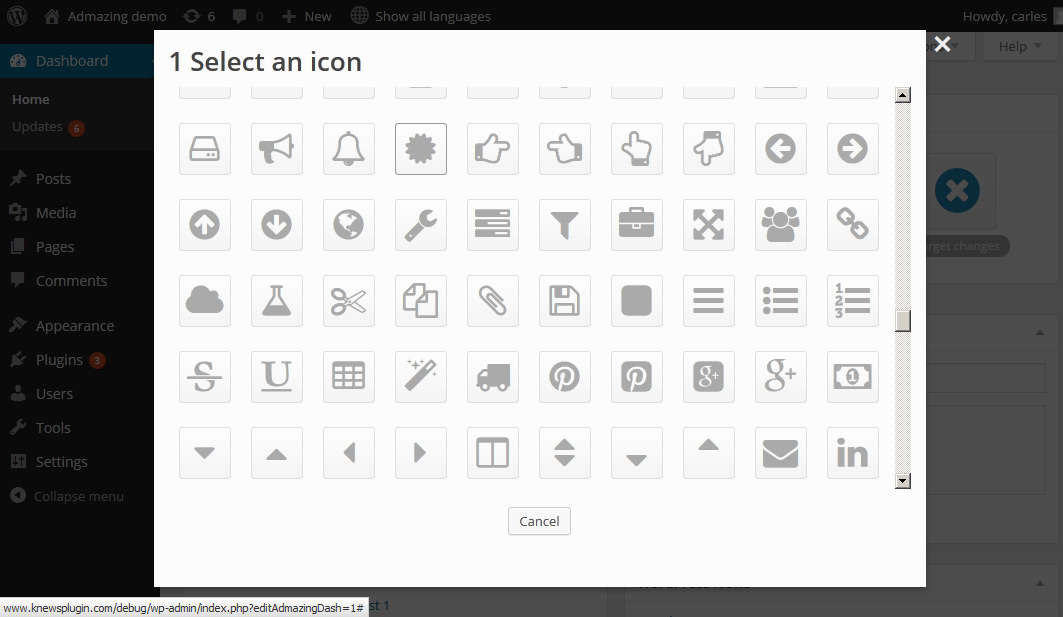 Admazing demo 6 0 New Show all languages Howdy, carles
1 Select an icon
Help
Dashboard
Home
Updates 6
Posts
Media
Pages
rget changes
Comments
Appearance
Plugins 3
Users
Tools
Settings
Collapse menu
Cancel
www.knewsplugin.com/debug/wp-admin/index.php?editAdmazingDash=1# st 1